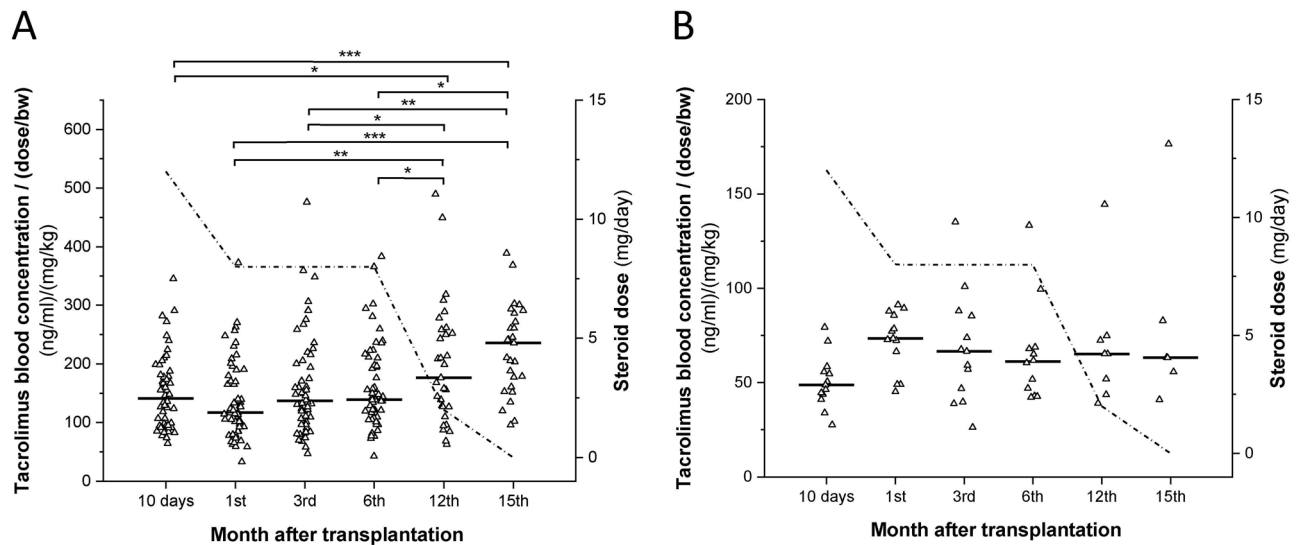 A
***
*
*
**
*
***
**
*
Tacrolimus blood concentration / (dose/bw)
(ng/ml)/(mg/kg)
600
500
400
300
200
100
0
15
10
5
0
Steroid dose (mg/day)
10 days 1st 3rd 6th 12th 15th
Month after transplantation
B
Tacrolimus blood concentration / (dose/bw)
(ng/ml)/(mg/kg)
200
150
100
50
0
15
10
5
0
Steroid dose (mg/day)
10 days 1st 3rd 6th 12th 15th
Month after transplantation